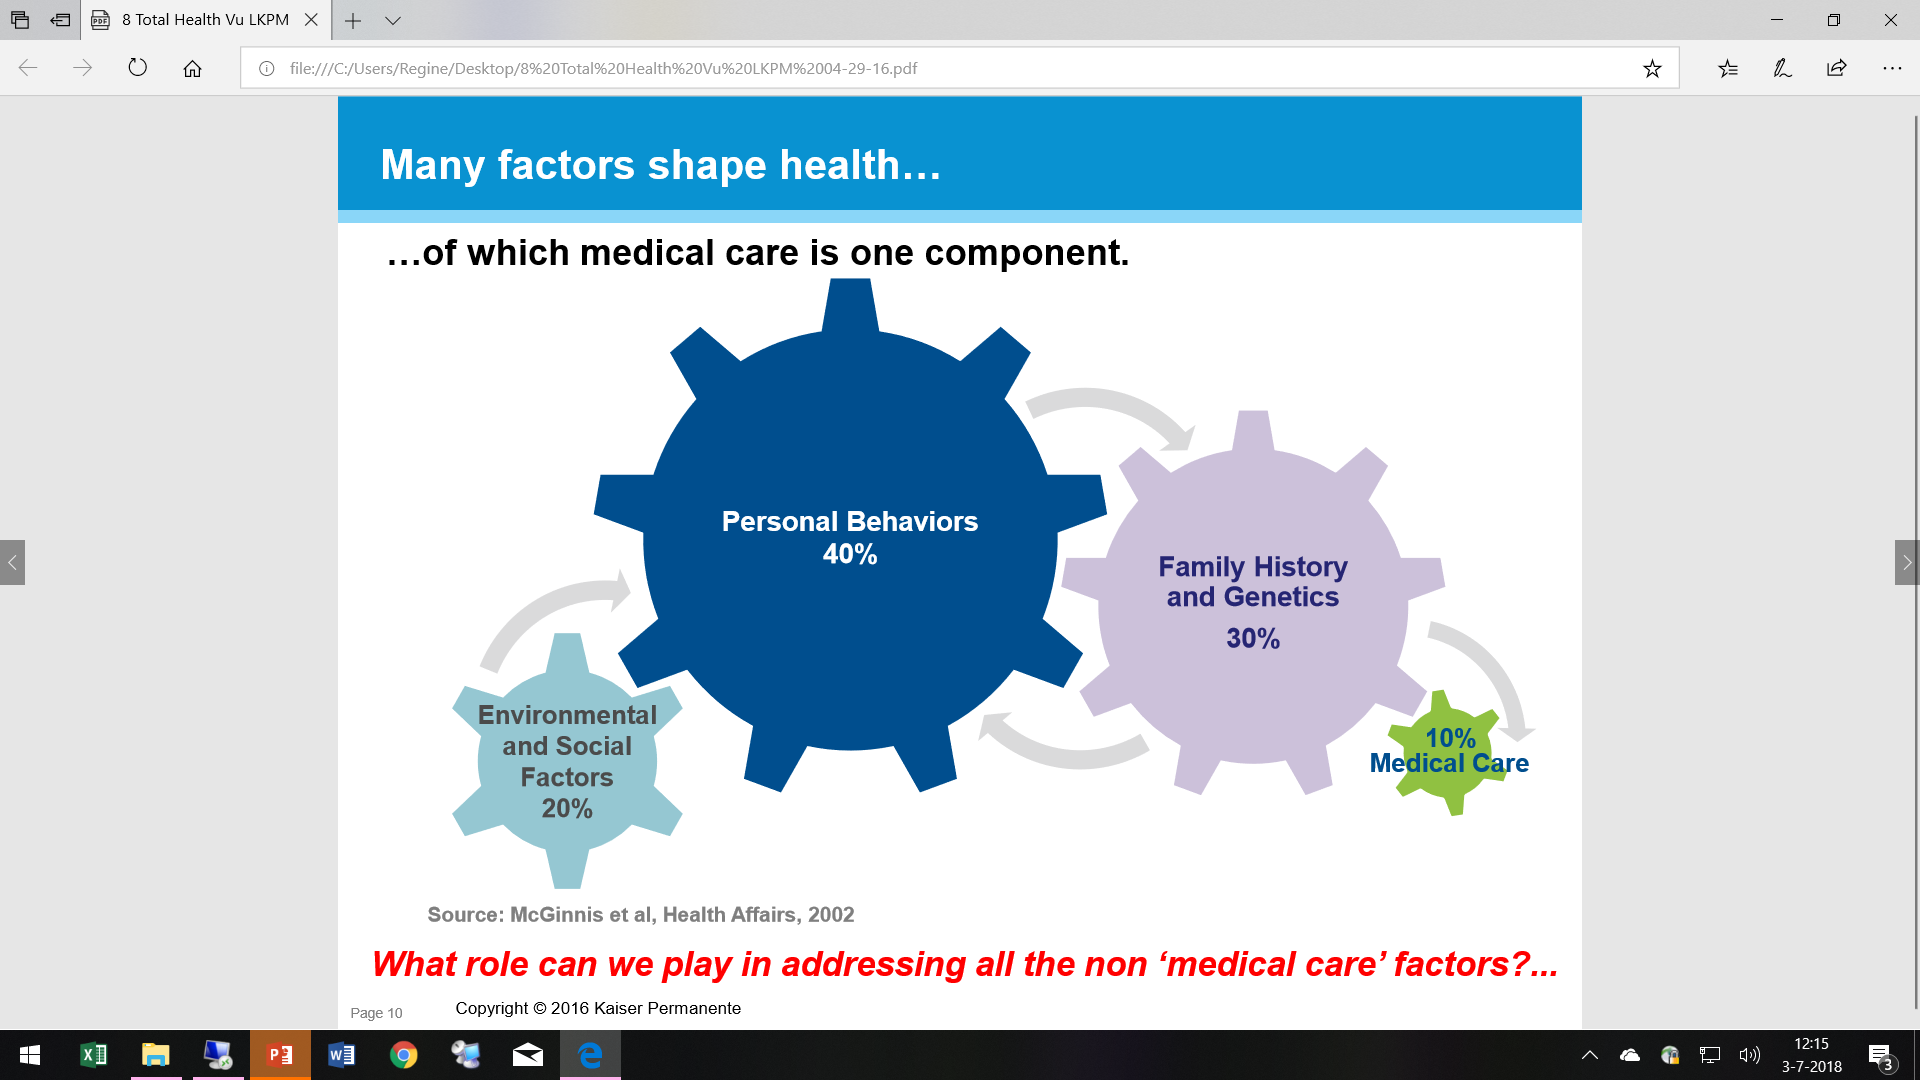 8 Total Health Vu LKPM
file:///C:/Users/Regine/Desktop/8%20Total%20Health%20Vu%20LKPM%2004-29-16.pdf
Many factors shape health…
…of which medical care is one component.
Personal Behaviors
40%
Family History
and Genetics
30%
Environmental
and Social
Factors
20%
10%
Medical Care
Source: McGinnis et al, Health Affairs, 2002
What role can we play in addressing all the non ‘medical care’ factors?...
Page 10
Copyright © 2016 Kaiser Permanente
12:15
3-7-2018
3